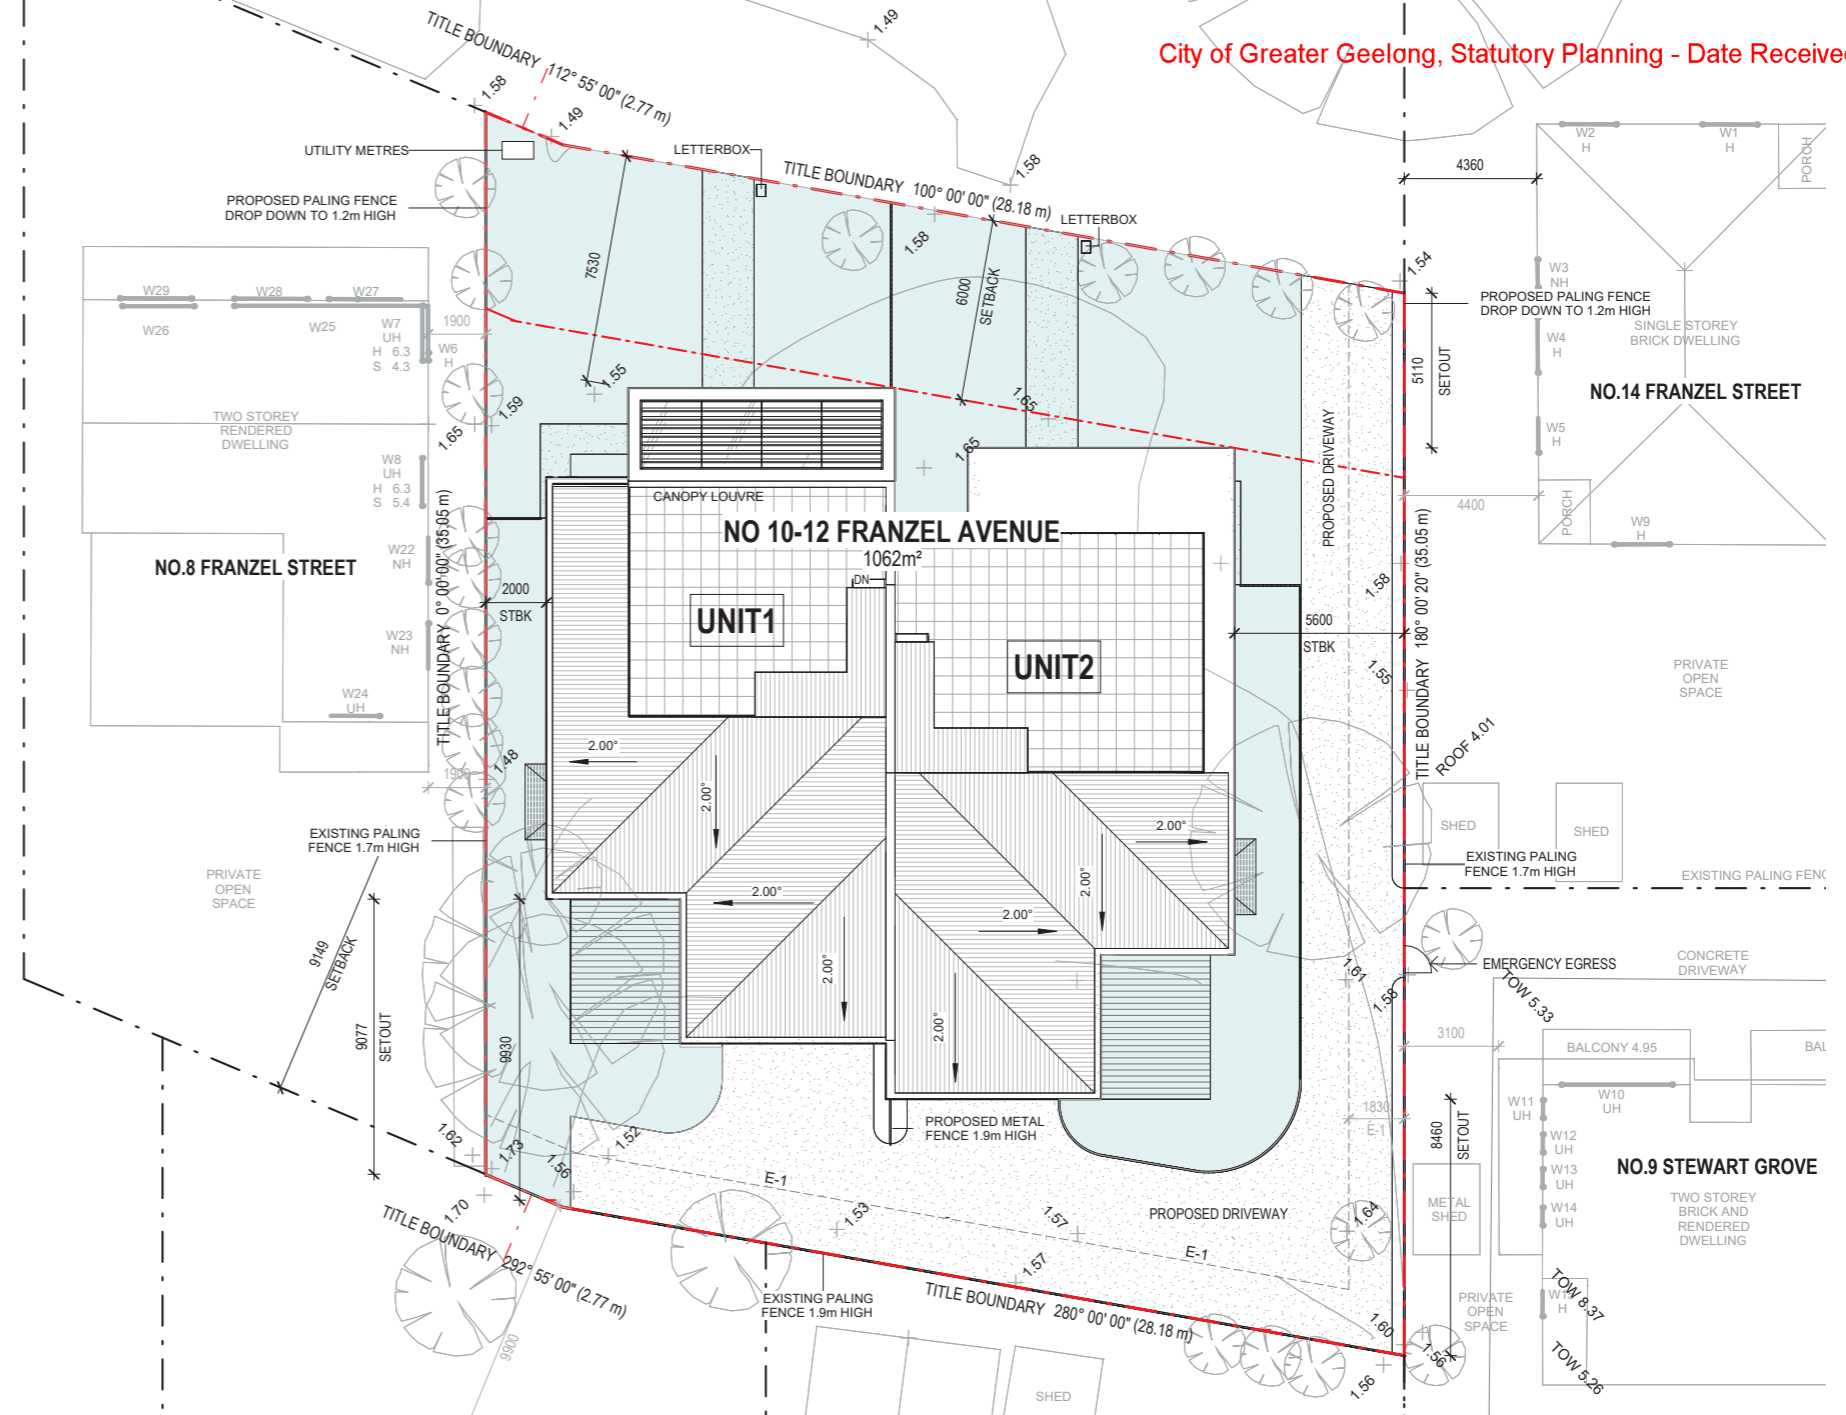 City of Greater Geelong, Statutory Planning - Date Received
TITLE BOUNDARY 112° 55' 00" (2.77 m)
1.49
1.58
1.49
UTILITY METRES
LETTERBOX
TITLE BOUNDARY 100° 00' 00" (28.18 m)
1.58
LETTERBOX
PROPOSED PALING FENCE
DROP DOWN TO 1.2m HIGH
4360
W2
H
W1
H
PORCH
7530
1.58
6000
SETBACK
1.54
PROPOSED PALING FENCE
DROP DOWN TO 1.2m HIGH
W3
NH
W4
H
W5
H
SINGLE STOREY
BRICK DWELLING
NO.14 FRANZEL STREET
5110
SETOUT
W29
W28
W27
W26
W25
W7
UH
H 6.3
S 4.3
W6
H
1900
1.55
1.59
1.65
1.65
1.65
TWO STOREY
RENDERED
DWELLING
W8
UH
H 6.3
S 5.4
W22
NH
W23
NH
W24
UH
NO.8 FRANZEL STREET
TITLE BOUNDARY 0° 00' 00" (35.05 m)
2000
STBK
CANOPY LOUVRE
NO 10-12 FRANZEL AVENUE
1062m²
DN
UNIT1
UNIT2
PROPOSED DRIVEWAY
4400
PORCH
W9
H
1.58
5600
STBK
1.55
TITLE BOUNDARY 180° 00' 20" (35.05 m)
PRIVATE
OPEN
SPACE
ROOF 4.01
SHED
SHED
1.48
1900
2.00°
2.00°
2.00°
2.00°
2.00°
2.00°
2.00°
2.00°
EXISTING PALING
FENCE 1.7m HIGH
EXISTING PALING
FENCE 1.7m HIGH
EXISTING PALING FENC
PRIVATE
OPEN
SPACE
9149
SETBACK
9077
SETOUT
9930
1.61
1.58
EMERGENCY EGRESS
CONCRETE
DRIVEWAY
TOW 5.33
3100
BALCONY 4.95
BAL
W10
UH
W11
UH
W12
UH
W13
UH
W14
UH
H
1830
E-1
8460
SETOUT
NO.9 STEWART GROVE
TWO STOREY
BRICK AND
RENDERED
DWELLING
METAL
SHED
PROPOSED METAL
FENCE 1.9m HIGH
1.62
1.73
1.56
1.52
E-1
1.53
1.57
PROPOSED DRIVEWAY
1.64
E-1
1.70
TITLE BOUNDARY 292° 55' 00" (2.77 m)
1.57
EXISTING PALING
FENCE 1.9m HIGH
TITLE BOUNDARY 280° 00' 00" (28.18 m)
9900
SHED
1.60
1.56
1.56
PRIVATE
OPEN
SPACE
TOW 8.37
TOW 5.26